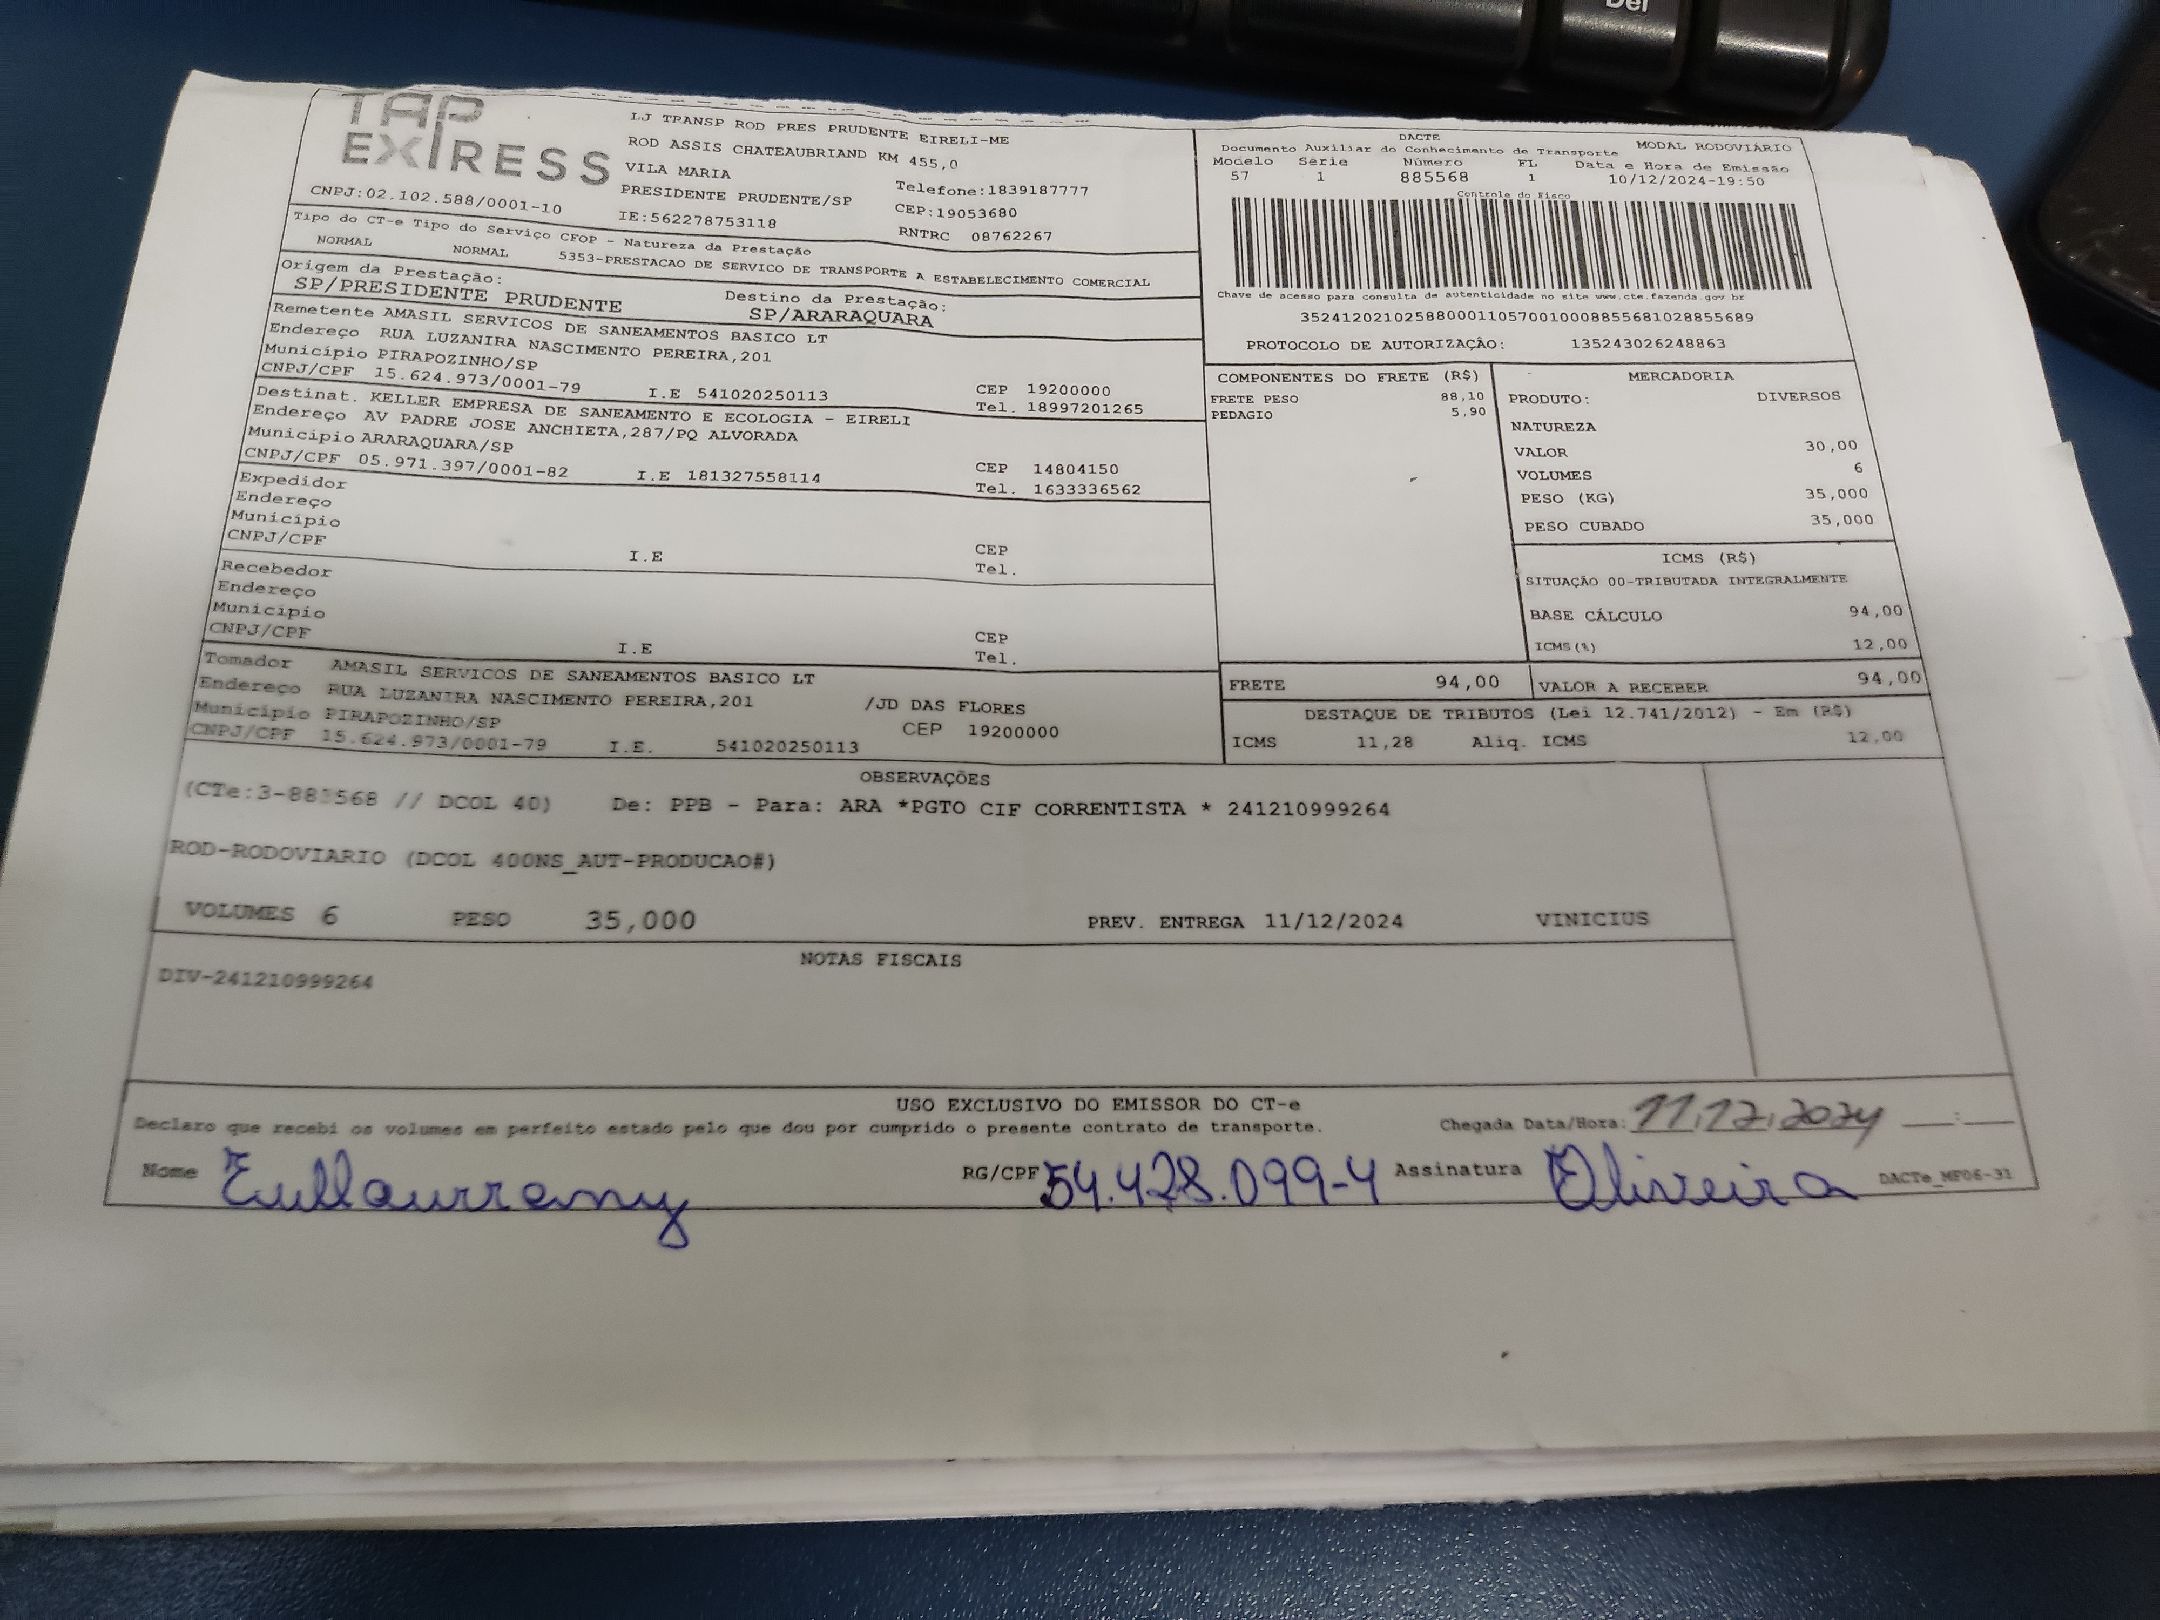 Del
TAP
EXPRESS
LJ TRANSP ROD PRES PRUDENTE EIRELI-ME
ROD ASSIS CHATEAUBRIAND KM 455,0
VILA MARIA
Telefone:1839187777
PRESIDENTE PRUDENTE/SP
CEP:19053680
CNPJ:02.102.588/0001-10
IE:562278753118
RNTRC 08762267
DACTE
Documento Auxiliar do Conhecimento de Transporte MODAL RODOVIÁRIO
Modelo Série Número FL Data e Hora de Emissão
57 1 885568 1 10/12/2024-19:50
Controle do Fisco
Chave de acesso para consulta de autenticidade no site www.cte.fazenda.gov br
35241202102588000110570010008855681028855689
PROTOCOLO DE AUTORIZAÇÃO: 135243026248863
Tipo do CT-e Tipo do Serviço CFOP - Natureza da Prestação
NORMAL NORMAL 5353-PRESTACAO DE SERVICO DE TRANSPORTE A ESTABELECIMENTO COMERCIAL
Origem da Prestação: Destino da Prestação:
SP/PRESIDENTE PRUDENTE SP/ARARAQUARA
Remetente AMASIL SERVICOS DE SANEAMENTOS BASICO LT
Endereço RUA LUZANIRA NASCIMENTO PEREIRA,201
Município PIRAPOZINHO/SP CEP 19200000
CNPJ/CPF 15.624.973/0001-79 I.E 541020250113 Tel. 18997201265
Destinat. KELLER EMPRESA DE SANEAMENTO E ECOLOGIA - EIRELI
Endereço AV PADRE JOSE ANCHIETA,287/PQ ALVORADA
Município ARARAQUARA/SP CEP 14804150
CNPJ/CPF 05.971.397/0001-82 I.E 181327558114 Tel. 1633336562
Expedidor
Endereço
Município CEP
CNPJ/CPF I.E Tel.
Recebedor
Endereço
Município CEP
CNPJ/CPF I.E Tel.
Tomador AMASIL SERVICOS DE SANEAMENTOS BASICO LT
Endereço RUA LUZANIRA NASCIMENTO PEREIRA,201 /JD DAS FLORES
Município PIRAPOZINHO/SP CEP 19200000
CNPJ/CPF 15.624.973/0001-79 I.E. 541020250113
COMPONENTES DO FRETE (R$)
FRETE PESO 88,10
PEDAGIO 5,90
MERCADORIA
PRODUTO: DIVERSOS
NATUREZA
VALOR 30,00
VOLUMES 6
PESO (KG) 35,000
PESO CUBADO 35,000
ICMS (R$)
SITUAÇÃO 00-TRIBUTADA INTEGRALMENTE
BASE CÁLCULO 94,00
ICMS(%) 12,00
FRETE 94,00 VALOR A RECEBER 94,00
DESTAQUE DE TRIBUTOS (Lei 12.741/2012) - Em (R$)
ICMS 11,28 Aliq. ICMS 12,00
OBSERVAÇÕES
(CTe:3-885568 // DCOL 40) De: PPB - Para: ARA *PGTO CIF CORRENTISTA * 241210999264
ROD-RODOVIARIO (DCOL 400NS_AUT-PRODUCAO#)
VOLUMES 6 PESO 35,000 PREV. ENTREGA 11/12/2024 VINICIUS
NOTAS FISCAIS
DIV-241210999264
USO EXCLUSIVO DO EMISSOR DO CT-e
Declaro que recebi os volumes em perfeito estado pelo que dou por cumprido o presente contrato de transporte. Chegada Data/Hora: 11.12.2024 :
Nome RG/CPF 54.428.099-4 Assinatura Oliveira DACTe_MF06-31